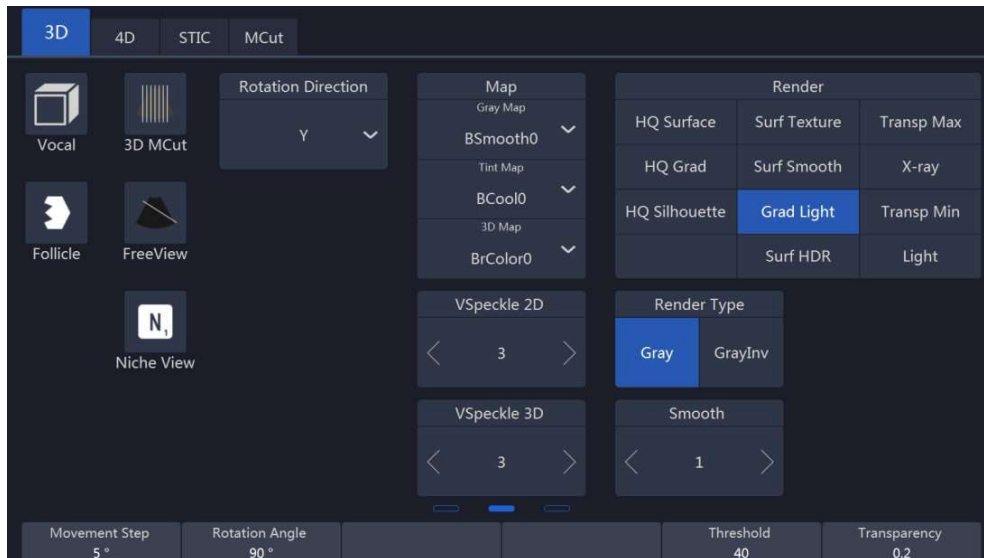 3D
4D
STIC
MCut
Vocal
3D MCut
Follicle
FreeView
N1
Niche View
Rotation Direction
Y
Map
Gray Map
BSmooth0
Tint Map
BCool0
3D Map
BrColor0
VSpeckle 2D
3
VSpeckle 3D
3
Render
HQ Surface
Surf Texture
Transp Max
HQ Grad
Surf Smooth
X-ray
HQ Silhouette
Grad Light
Transp Min
Surf HDR
Light
Render Type
Gray
GrayInv
Smooth
1
Movement Step
5 °
Rotation Angle
90 °
Threshold
40
Transparency
0.2